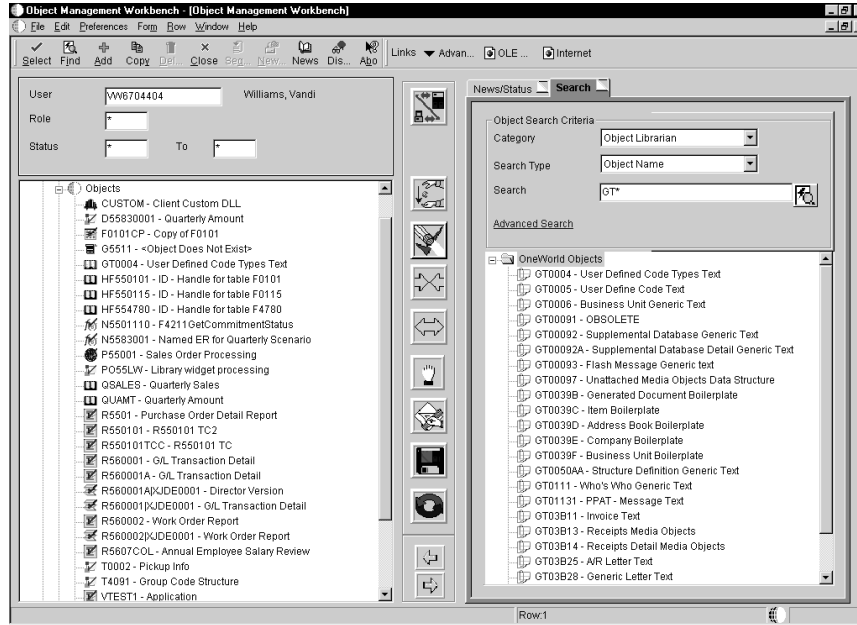 Object Management Workbench - [Object Management Workbench]
File Edit Preferences Form Row Window Help
Select Find Add Copy Del... Close Seq... New... News Dis... Abo Links Advan... OLE ... Internet
User VW6704404 Williams, Vandi
Role *
Status * To *
Objects
CUSTOM - Client Custom DLL
D55830001 - Quarterly Amount
F0101CP - Copy of F0101
G5511 - <Object Does Not Exist>
GT0004 - User Defined Code Types Text
HF550101 - ID - Handle for table F0101
HF550115 - ID - Handle for table F0115
HF554780 - ID - Handle for table F4780
N5501110 - F4211GetCommitmentStatus
N5583001 - Named ER for Quarterly Scenario
P55001 - Sales Order Processing
PO55LW - Library widget processing
QSALES - Quarterly Sales
QUAMT - Quarterly Amount
R5501 - Purchase Order Detail Report
R550101 - R550101 TC2
R550101TCC - R550101 TC
R560001 - G/L Transaction Detail
R560001A - G/L Transaction Detail
R560001A|XJDE0001 - Director Version
R560001|XJDE0001 - G/L Transaction Detail
R560002 - Work Order Report
R560002|XJDE0001 - Work Order Report
R5607COL - Annual Employee Salary Review
T0002 - Pickup Info
T4091 - Group Code Structure
VTEST1 - Application
News/Status Search
Object Search Criteria
Category Object Librarian
Search Type Object Name
Search GT*
Advanced Search
OneWorld Objects
GT0004 - User Defined Code Types Text
GT0005 - User Define Code Text
GT0006 - Business Unit Generic Text
GT00091 - OBSOLETE
GT00092 - Supplemental Database Generic Text
GT00092A - Supplemental Database Detail Generic Text
GT00093 - Flash Message Generic text
GT00097 - Unattached Media Objects Data Structure
GT0039B - Generated Document Boilerplate
GT0039C - Item Boilerplate
GT0039D - Address Book Boilerplate
GT0039E - Company Boilerplate
GT0039F - Business Unit Boilerplate
GT0050AA - Structure Definition Generic Text
GT0111 - Who's Who Generic Text
GT01131 - PPAT - Message Text
GT03B11 - Invoice Text
GT03B13 - Receipts Media Objects
GT03B14 - Receipts Detail Media Objects
GT03B25 - A/R Letter Text
GT03B28 - Generic Letter Text
Row:1